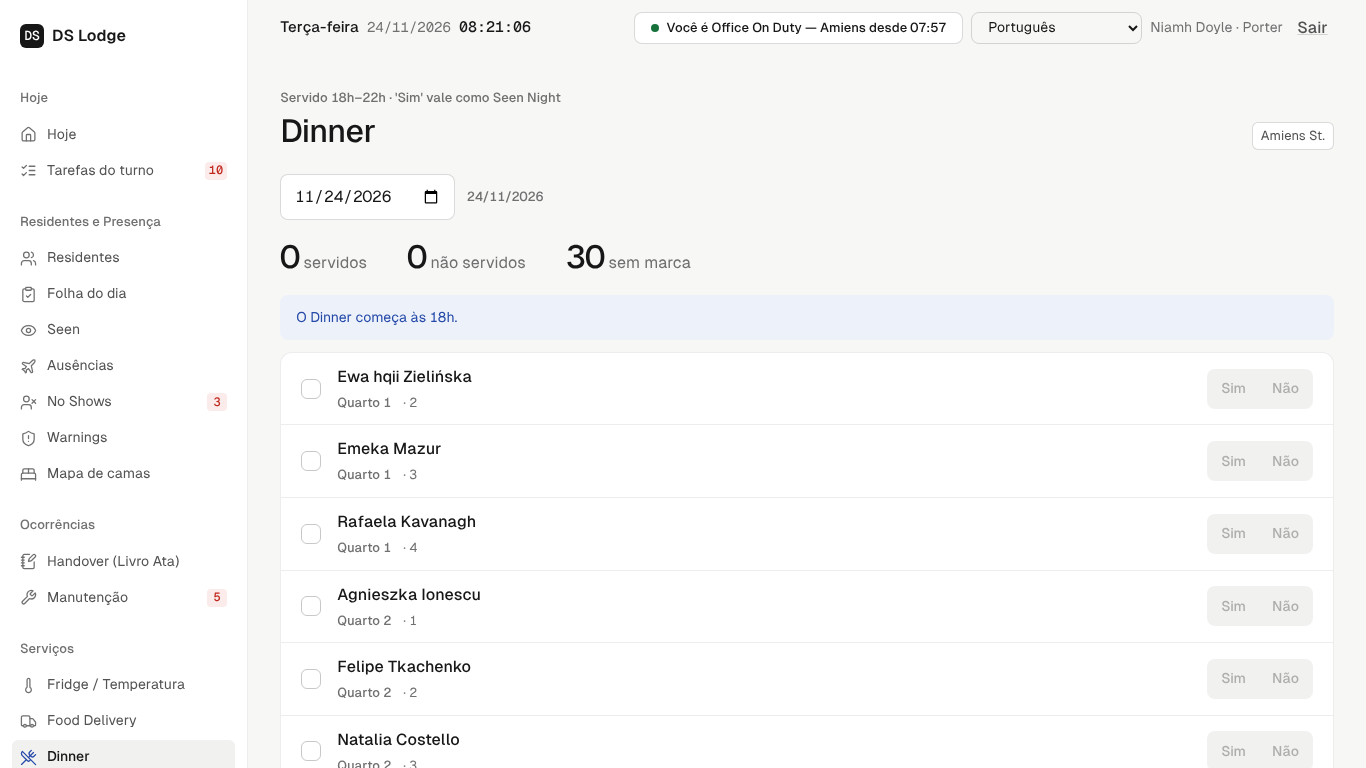 DS DS Lodge
Hoje
Hoje
Tarefas do turno 10
Residentes e Presença
Residentes
Folha do dia
Seen
Ausências
No Shows 3
Warnings
Mapa de camas
Ocorrências
Handover (Livro Ata)
Manutenção 5
Serviços
Fridge / Temperatura
Food Delivery
Dinner
Terça-feira 24/11/2026 08:21:06 Você é Office On Duty — Amiens desde 07:57 Português Niamh Doyle · Porter Sair
Servido 18h–22h · 'Sim' vale como Seen Night
Dinner Amiens St.
11/24/2026 24/11/2026
0 servidos 0 não servidos 30 sem marca
O Dinner começa às 18h.
Ewa hqii Zielińska
Quarto 1 · 2 Sim Não
Emeka Mazur
Quarto 1 · 3 Sim Não
Rafaela Kavanagh
Quarto 1 · 4 Sim Não
Agnieszka Ionescu
Quarto 2 · 1 Sim Não
Felipe Tkachenko
Quarto 2 · 2 Sim Não
Natalia Costello
Quarto 2 · 3 Sim Não